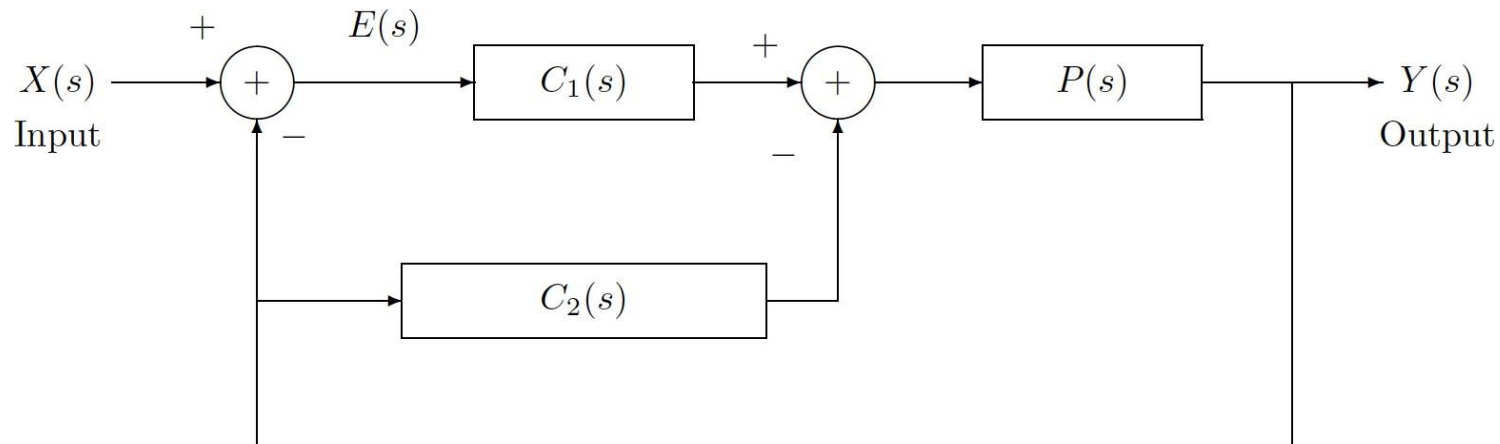 + E(s) +
X(s) + C₁(s) + P(s) Y(s)
Input − − Output
C₂(s)